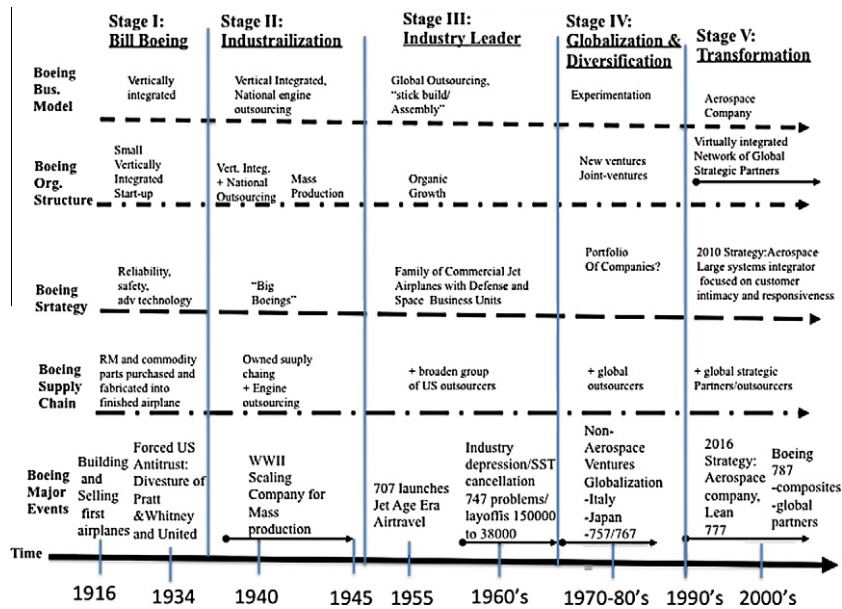 Stage I:
Bill Boeing
Stage II:
Industrailization
Stage III:
Industry Leader
Stage IV:
Globalization &
Diversification
Stage V:
Transformation
Boeing
Bus.
Model
Vertically
integrated
Vertical Integrated,
National engine
outsourcing
Global Outsourcing,
“stick build/
Assembly”
Experimentation
Aerospace
Company
Boeing
Org.
Structure
Small
Vertically
Integrated
Start-up
Vert. Integ.
+ National
Outsourcing
Mass
Production
Organic
Growth
New ventures
Joint-ventures
Virtually integrated
Network of Global
Strategic Partners
Boeing
Srtategy
Reliability,
safety,
adv technology
“Big
Boeings”
Family of Commercial Jet
Airplanes with Defense and
Space Business Units
Portfolio
Of Companies?
2010 Strategy:Aerospace
Large systems integrator
focused on customer
intimacy and responsiveness
Boeing
Supply
Chain
RM and commodity
parts purchased and
fabricated into
finished airplane
Owned supply
chaing
+ Engine
outsourcing
+ broaden group
of US outsourcers
+ global
outsourcers
+ global strategic
Partners/outsourcers
Boeing
Major
Events
Building
and
Selling
first
airplanes
Forced US
Antitrust:
Divesture of
Pratt
&Whitney
and United
WWII
Scaling
Company for
Mass
production
707 launches
Jet Age Era
Airtravel
Industry
depression/SST
cancellation
747 problems/
layoffis 150000
to 38000
Non-
Aerospace
Ventures
Globalization
-Italy
-Japan
-757/767
2016
Strategy:
Aerospace
company,
Lean
777
Boeing
787
-composites
-global
partners
Time
1916
1934
1940
1945
1955
1960's
1970-80's
1990's
2000's